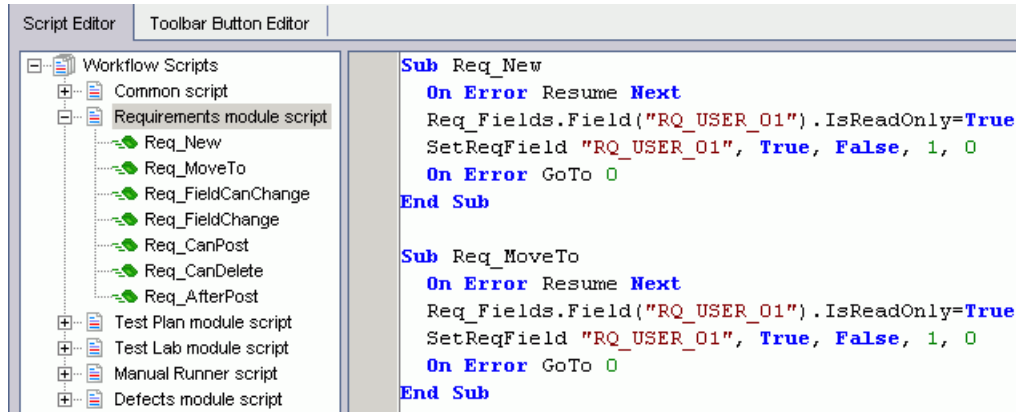 Script Editor
Toolbar Button Editor
Workflow Scripts
Common script
Requirements module script
Req_New
Req_MoveTo
Req_FieldCanChange
Req_FieldChange
Req_CanPost
Req_CanDelete
Req_AfterPost
Test Plan module script
Test Lab module script
Manual Runner script
Defects module script
Sub Req_New
On Error Resume Next
Req_Fields.Field("RQ_USER_01").IsReadOnly=True
SetReqField "RQ_USER_01", True, False, 1, 0
On Error GoTo 0
End Sub
Sub Req_MoveTo
On Error Resume Next
Req_Fields.Field("RQ_USER_01").IsReadOnly=True
SetReqField "RQ_USER_01", True, False, 1, 0
On Error GoTo 0
End Sub